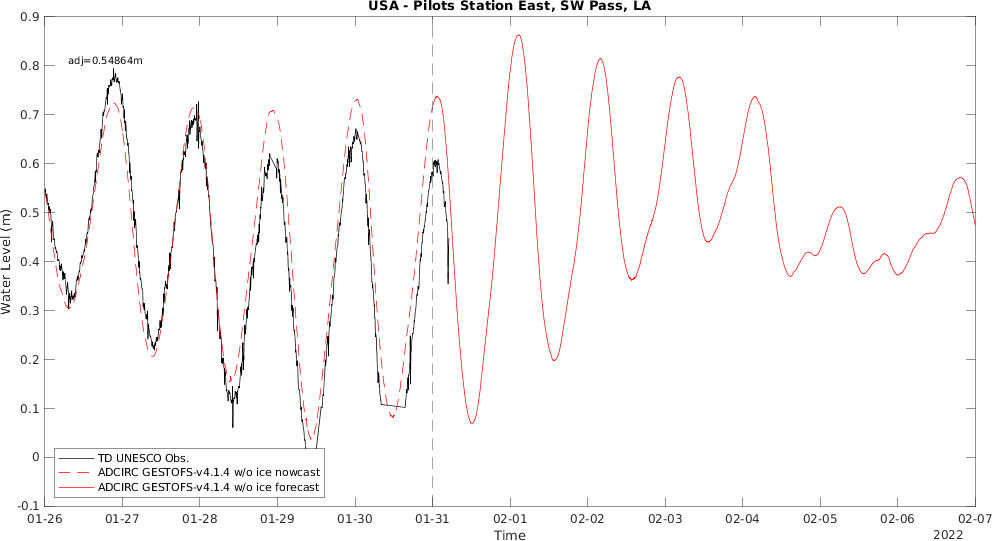 USA - Pilots Station East, SW Pass, LA
adj=0.54864m
Water Level (m)
0.9
0.8
0.7
0.6
0.5
0.4
0.3
0.2
0.1
0
-0.1
TD UNESCO Obs.
ADCIRC GESTOFS-v4.1.4 w/o ice nowcast
ADCIRC GESTOFS-v4.1.4 w/o ice forecast
01-26 01-27 01-28 01-29 01-30 01-31 02-01 02-02 02-03 02-04 02-05 02-06 02-07
Time
2022